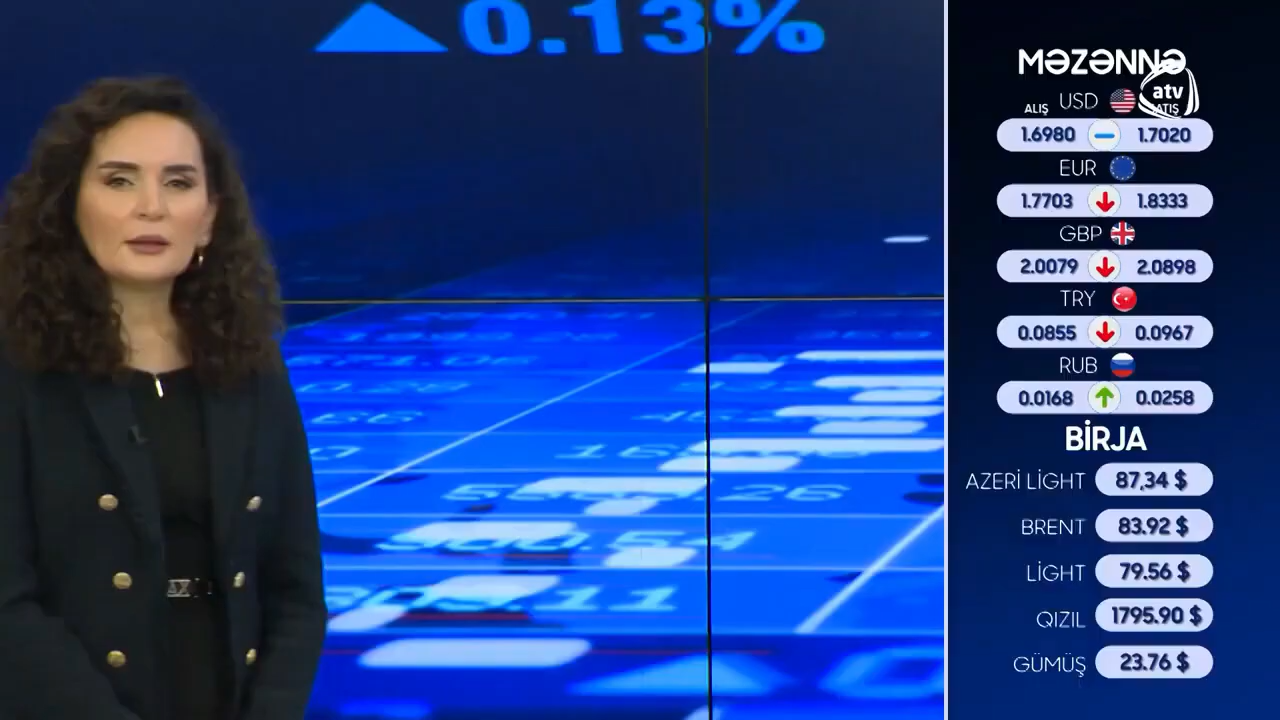 0.13%
MƏZƏNNƏ
atv
ALIŞ USD
1.6980 1.7020
EUR
1.7703 1.8333
GBP
2.0079 2.0898
TRY
0.0855 0.0967
RUB
0.0168 0.0258
BİRJA
AZERİ LİGHT 87,34 $
BRENT 83.92 $
LİGHT 79.56 $
QIZIL 1795.90 $
GÜMÜŞ 23.76 $